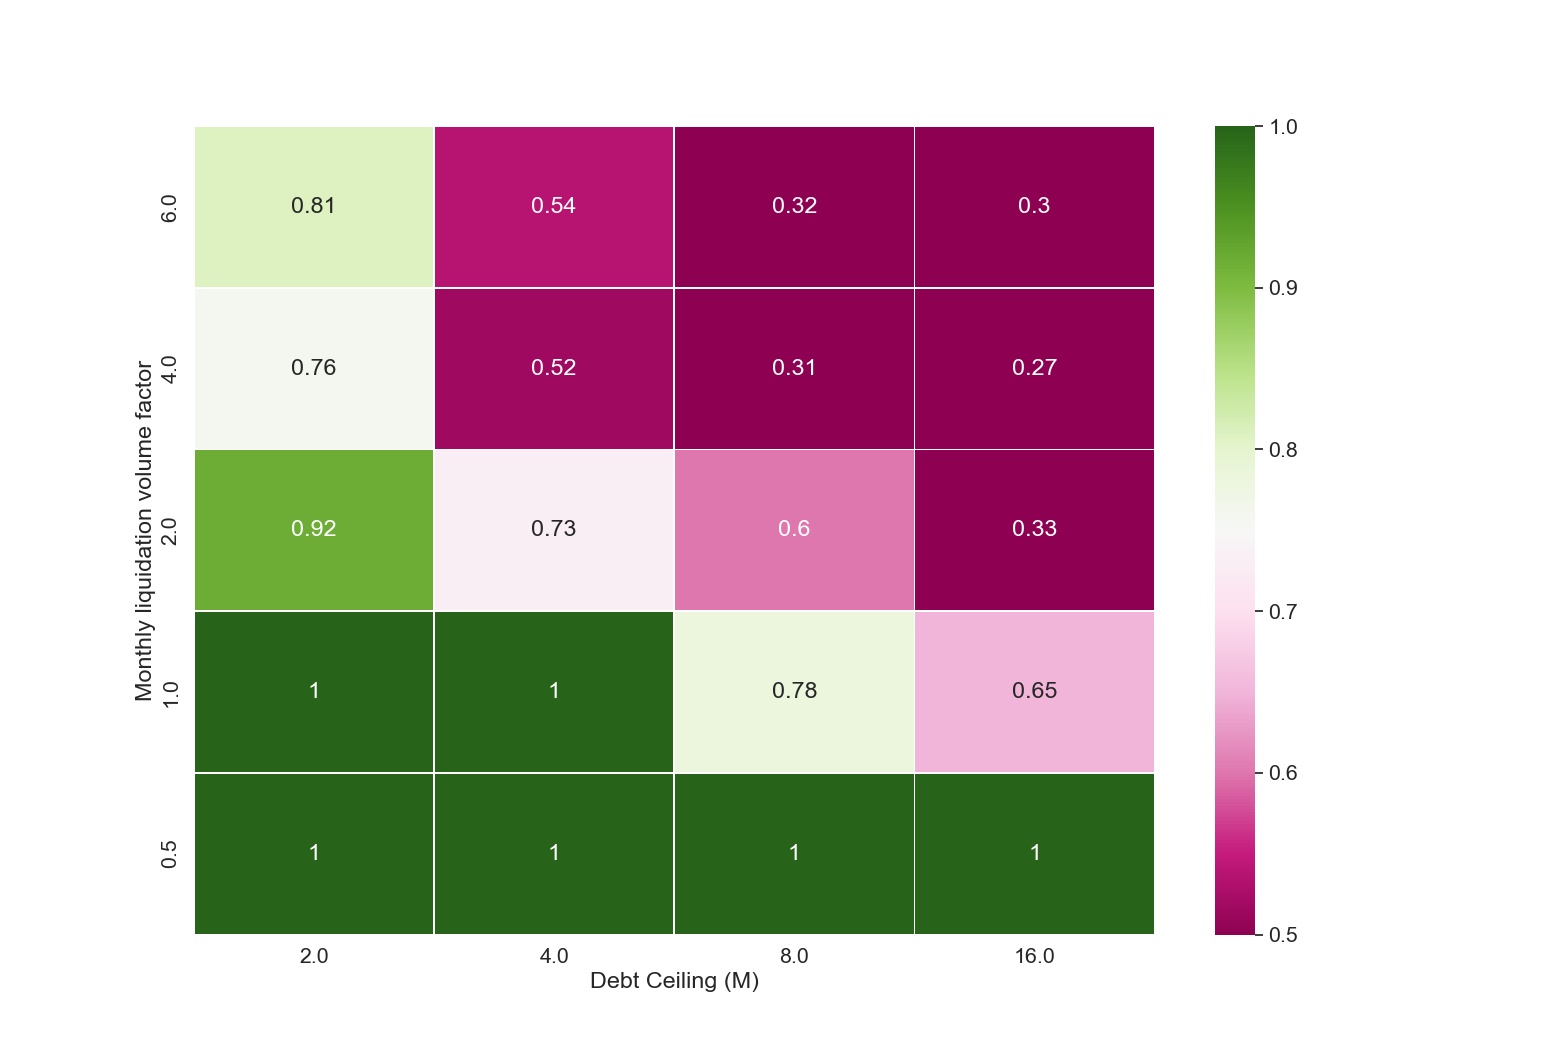 Monthly liquidation volume factor
6.0 0.81 0.54 0.32 0.3
4.0 0.76 0.52 0.31 0.27
2.0 0.92 0.73 0.6 0.33
1.0 1 1 0.78 0.65
0.5 1 1 1 1
2.0 4.0 8.0 16.0
Debt Ceiling (M)
1.0
0.9
0.8
0.7
0.6
0.5